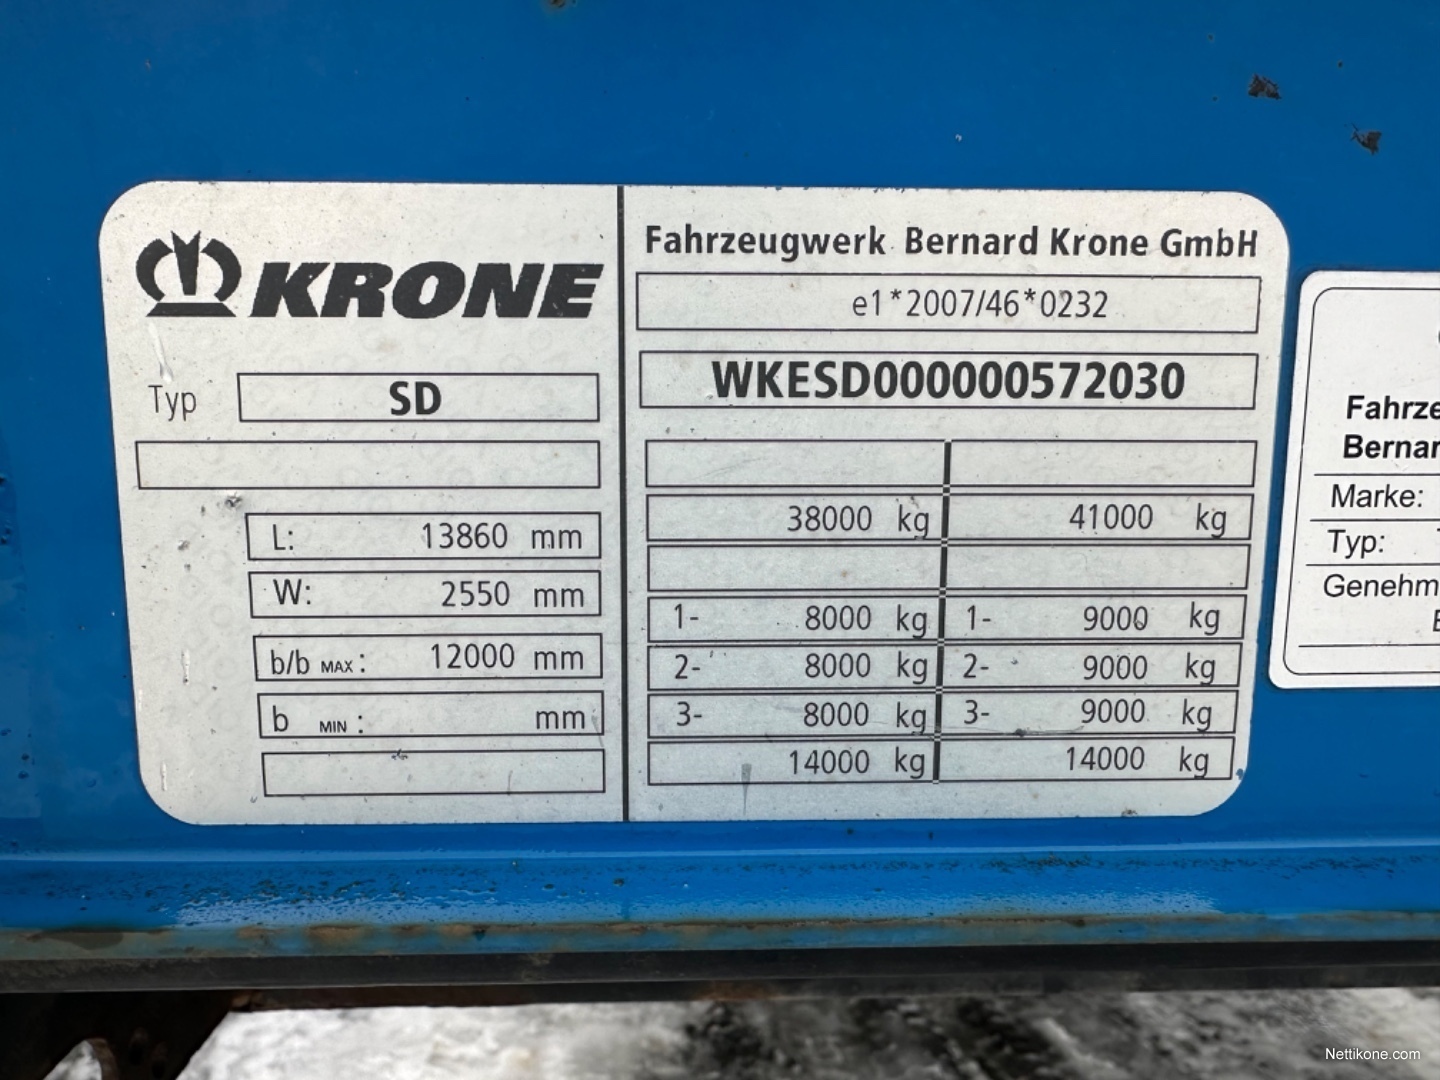 KRONE
Typ SD
L: 13860 mm
W: 2550 mm
b/b MAX: 12000 mm
b MIN: mm
Fahrzeugwerk Bernard Krone GmbH
e1*2007/46*0232
WKESD000000572030
38000 kg 41000 kg
1- 8000 kg 1- 9000 kg
2- 8000 kg 2- 9000 kg
3- 8000 kg 3- 9000 kg
14000 kg 14000 kg
Fahrze
Bernar
Marke:
Typ:
Genehm
Nettikone.com